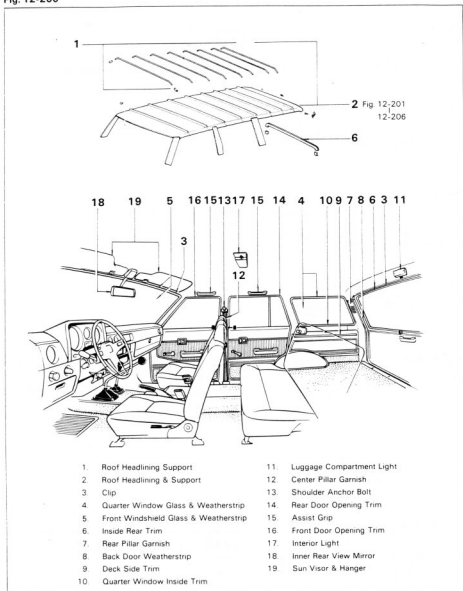 Fig. 12-200
1
2 Fig. 12-201
12-206
6
18 19 5 16 15 13 17 15 14 4 10 9 7 8 6 3 11
3
12
1. Roof Headlining Support
2. Roof Headlining & Support
3. Clip
4. Quarter Window Glass & Weatherstrip
5. Front Windshield Glass & Weatherstrip
6. Inside Rear Trim
7. Rear Pillar Garnish
8. Back Door Weatherstrip
9. Deck Side Trim
10. Quarter Window Inside Trim
11. Luggage Compartment Light
12. Center Pillar Garnish
13. Shoulder Anchor Bolt
14. Rear Door Opening Trim
15. Assist Grip
16. Front Door Opening Trim
17. Interior Light
18. Inner Rear View Mirror
19. Sun Visor & Hanger